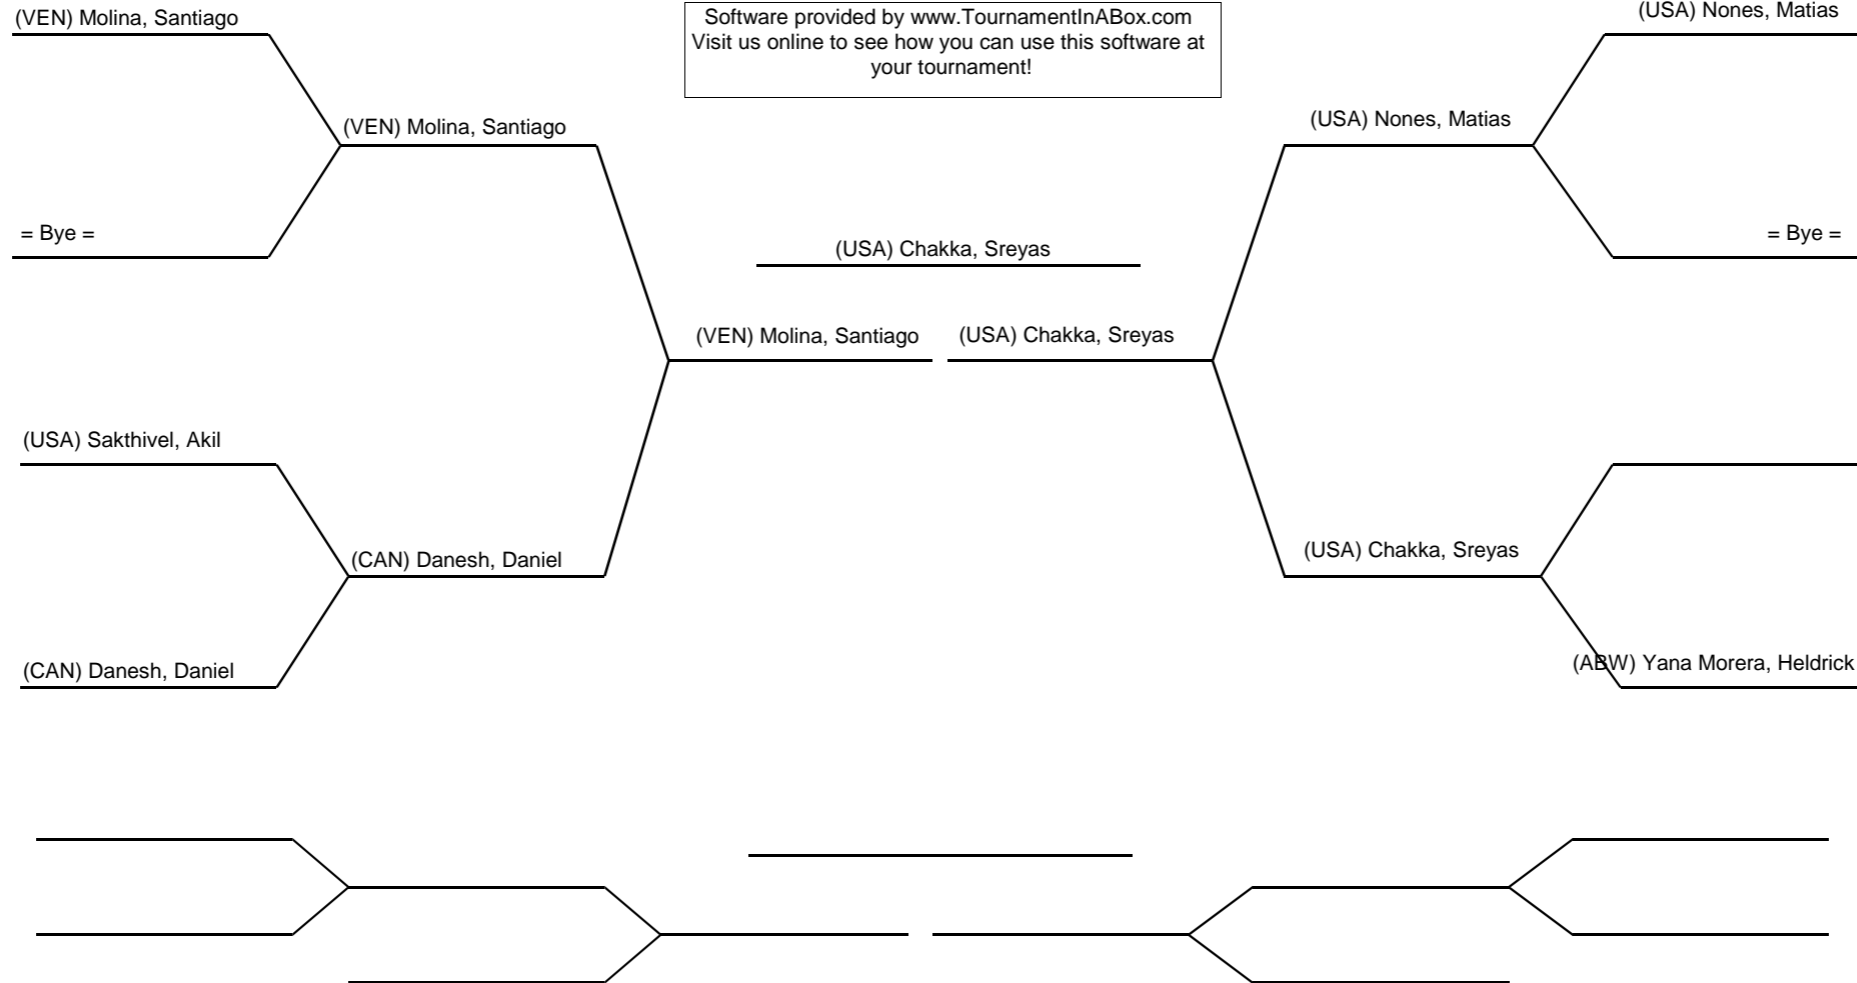 (VEN) Molina, Santiago
Software provided by www.TournamentInABox.com
Visit us online to see how you can use this software at
your tournament!
(USA) Nones, Matias
(VEN) Molina, Santiago
(USA) Nones, Matias
= Bye =
(USA) Chakka, Sreyas
= Bye =
(VEN) Molina, Santiago
(USA) Chakka, Sreyas
(USA) Sakthivel, Akil
(CAN) Danesh, Daniel
(USA) Chakka, Sreyas
(CAN) Danesh, Daniel
(ABW) Yana Morera, Heldrick